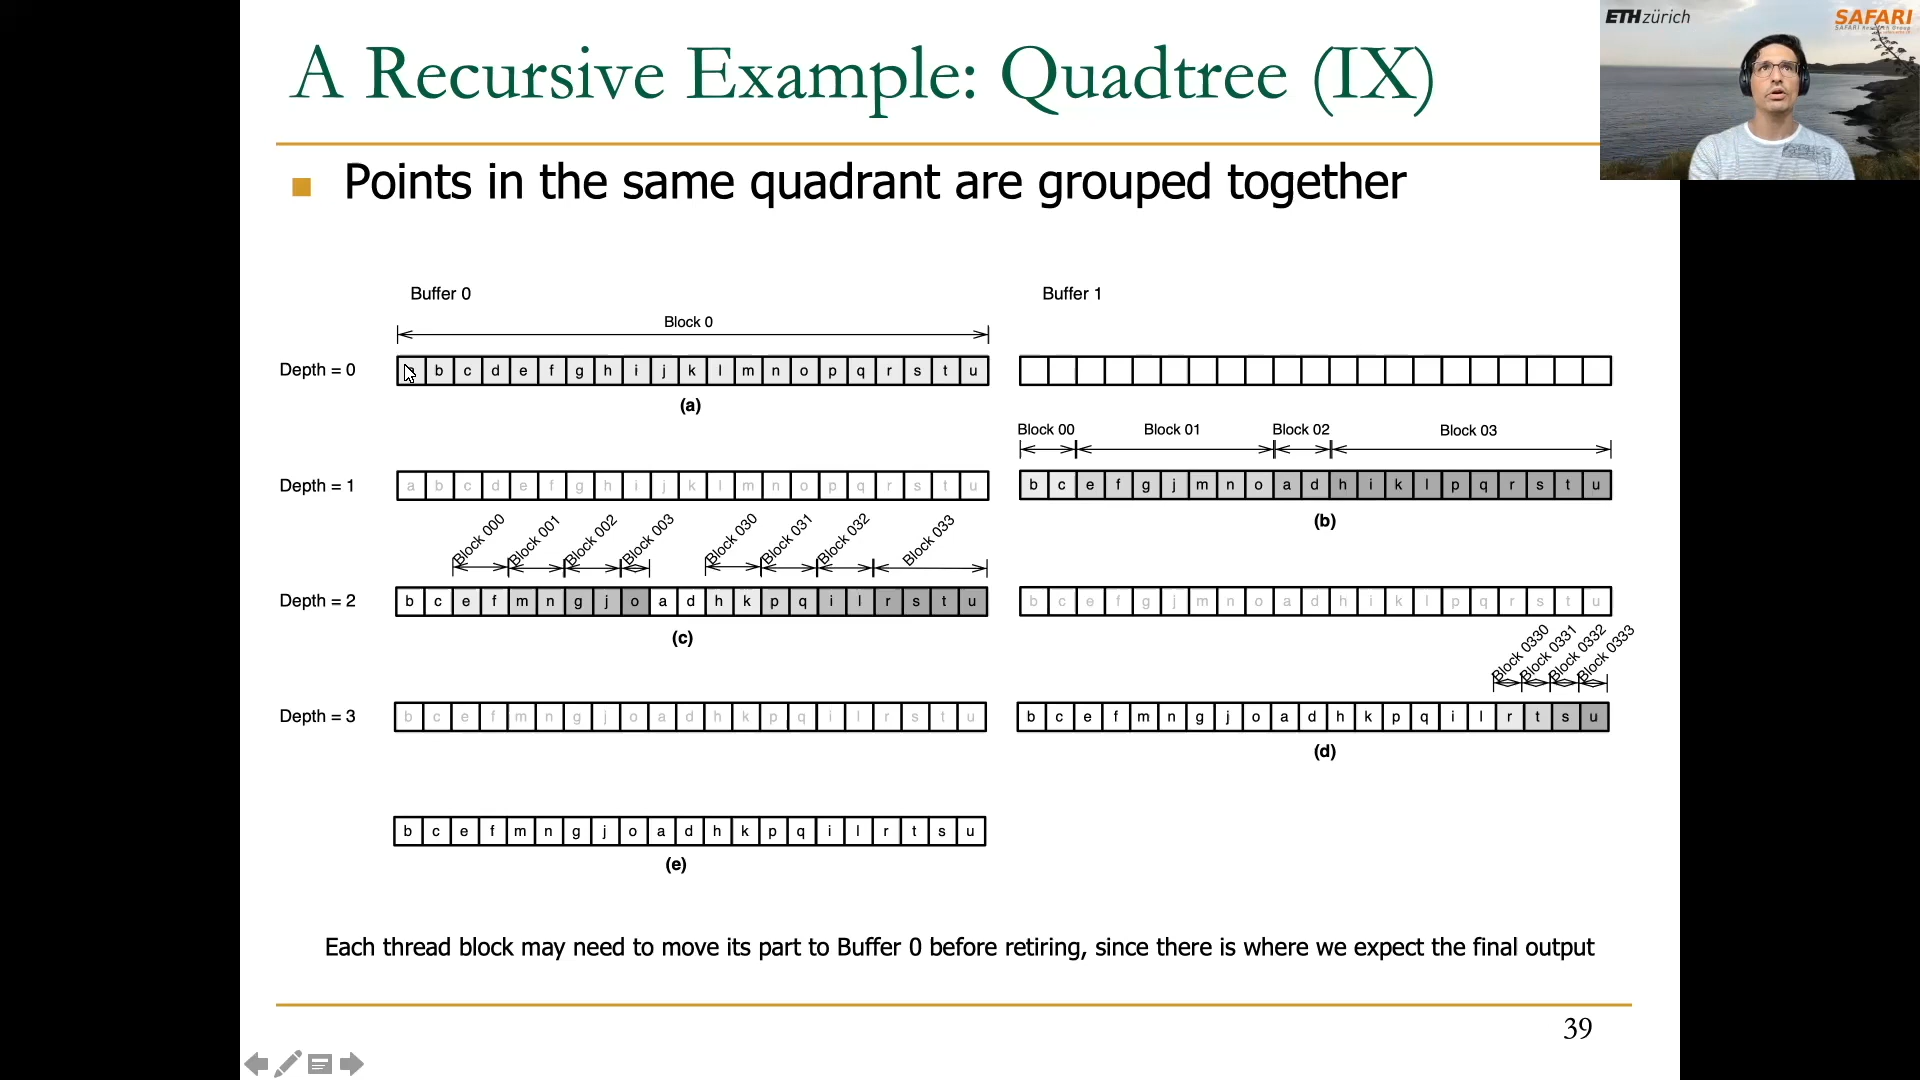 ETH zürich
SAFARI
SAFARI Research Group
A Recursive Example: Quadtree (IX)
Points in the same quadrant are grouped together
Buffer 0
Buffer 1
Block 0
Depth = 0
b c d e f g h i j k l m n o p q r s t u
(a)
Block 00 Block 01 Block 02 Block 03
Depth = 1
a b c d e f g h i j k l m n o p q r s t u
b c e f g j m n o a d h i k l p q r s t u
(b)
Block 000 Block 001 Block 002 Block 003 Block 030 Block 031 Block 032 Block 033
Depth = 2
b c e f m n g j o a d h k p q i l r s t u
b c e f g j m n o a d h i k l p q r s t u
(c)
Block 0330 Block 0331 Block 0332 Block 0333
Depth = 3
b c e f m n g j o a d h k p q i l r s t u
b c e f m n g j o a d h k p q i l r t s u
(d)
b c e f m n g j o a d h k p q i l r t s u
(e)
Each thread block may need to move its part to Buffer 0 before retiring, since there is where we expect the final output
39